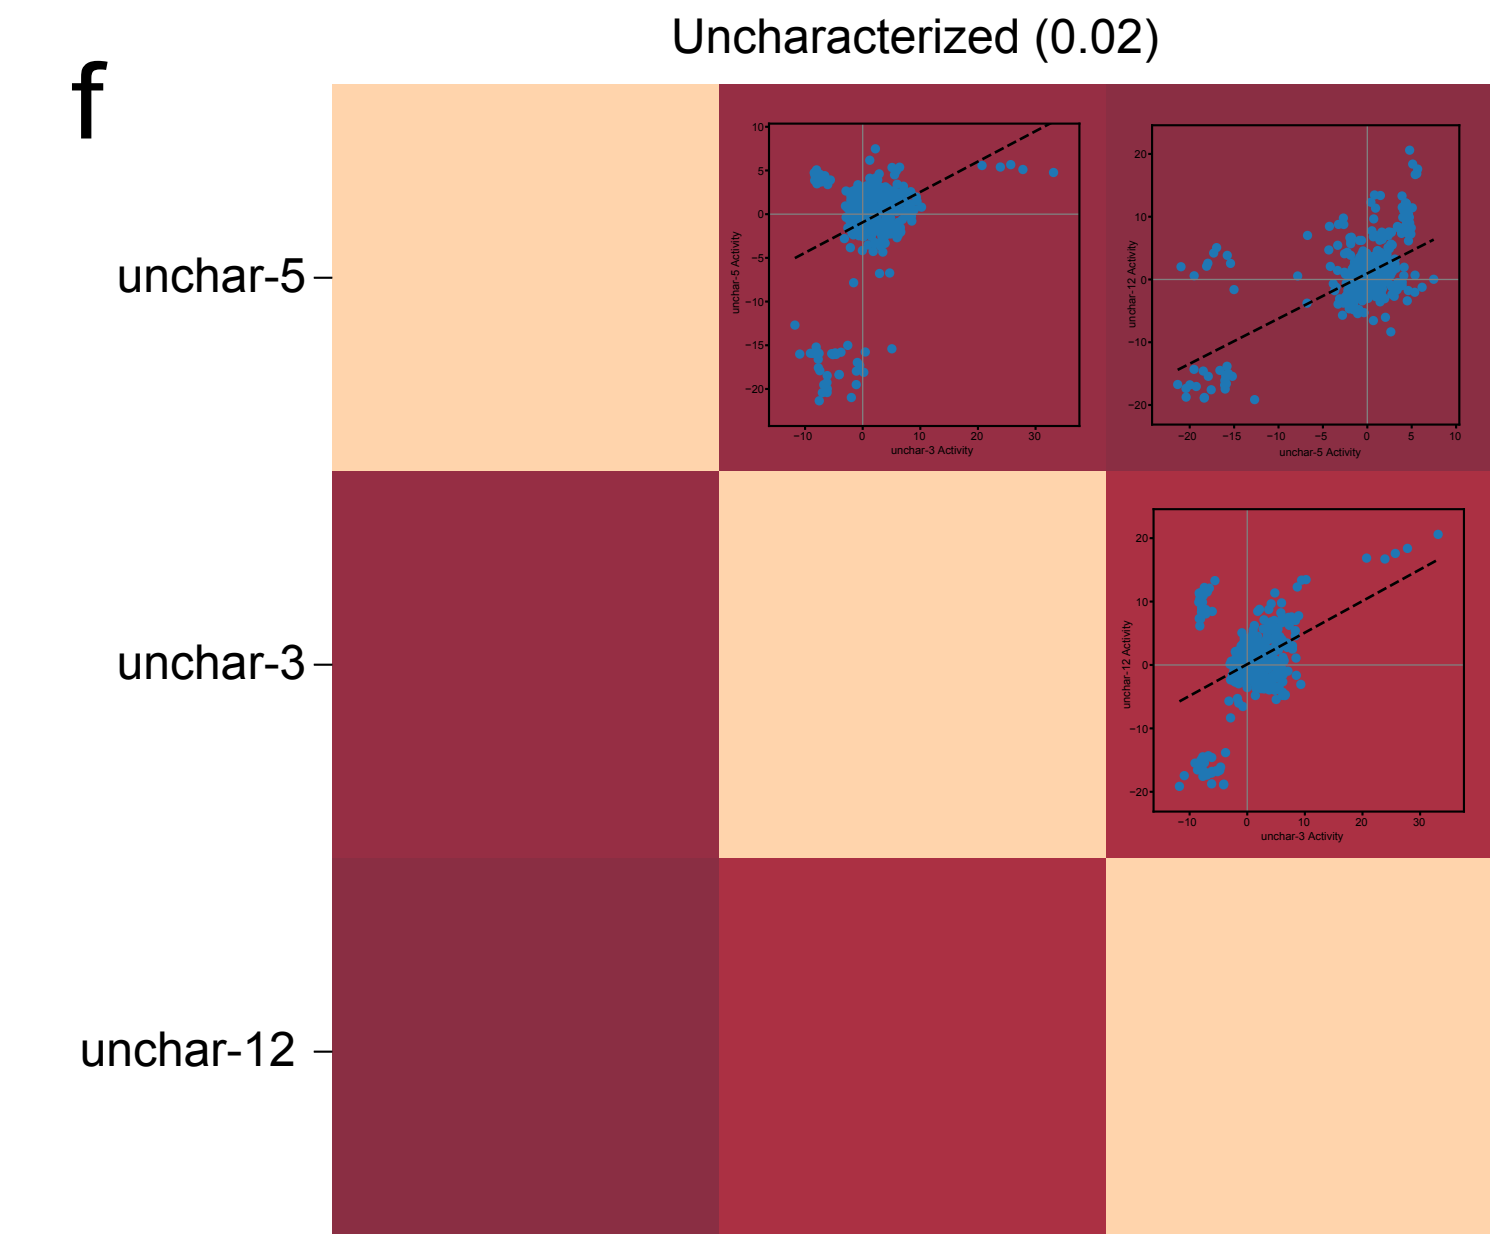 Uncharacterized (0.02)
f
unchar-5
10
5
0
−5
−10
−15
−20
unchar-5 Activity
−10 0 10 20 30
unchar-3 Activity
20
10
0
−10
−20
unchar-12 Activity
−20 −15 −10 −5 0 5 10
unchar-5 Activity
unchar-3
20
10
0
−10
−20
unchar-12 Activity
−10 0 10 20 30
unchar-3 Activity
unchar-12